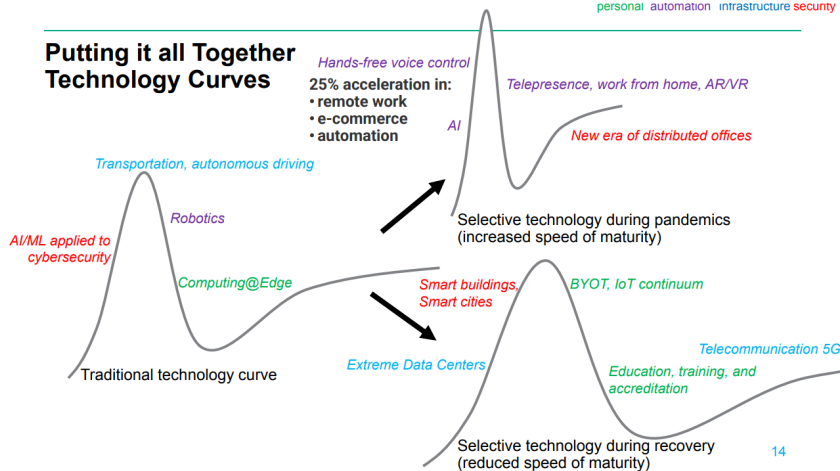 personal automation infrastructure security
Putting it all Together
Technology Curves
Hands-free voice control
25% acceleration in:
• remote work
• e-commerce
• automation
AI
Telepresence, work from home, AR/VR
New era of distributed offices
Selective technology during pandemics
(increased speed of maturity)
Transportation, autonomous driving
Robotics
AI/ML applied to
cybersecurity
Computing@Edge
Traditional technology curve
Smart buildings,
Smart cities
BYOT, IoT continuum
Extreme Data Centers
Telecommunication 5G
Education, training, and
accreditation
Selective technology during recovery
(reduced speed of maturity)
14